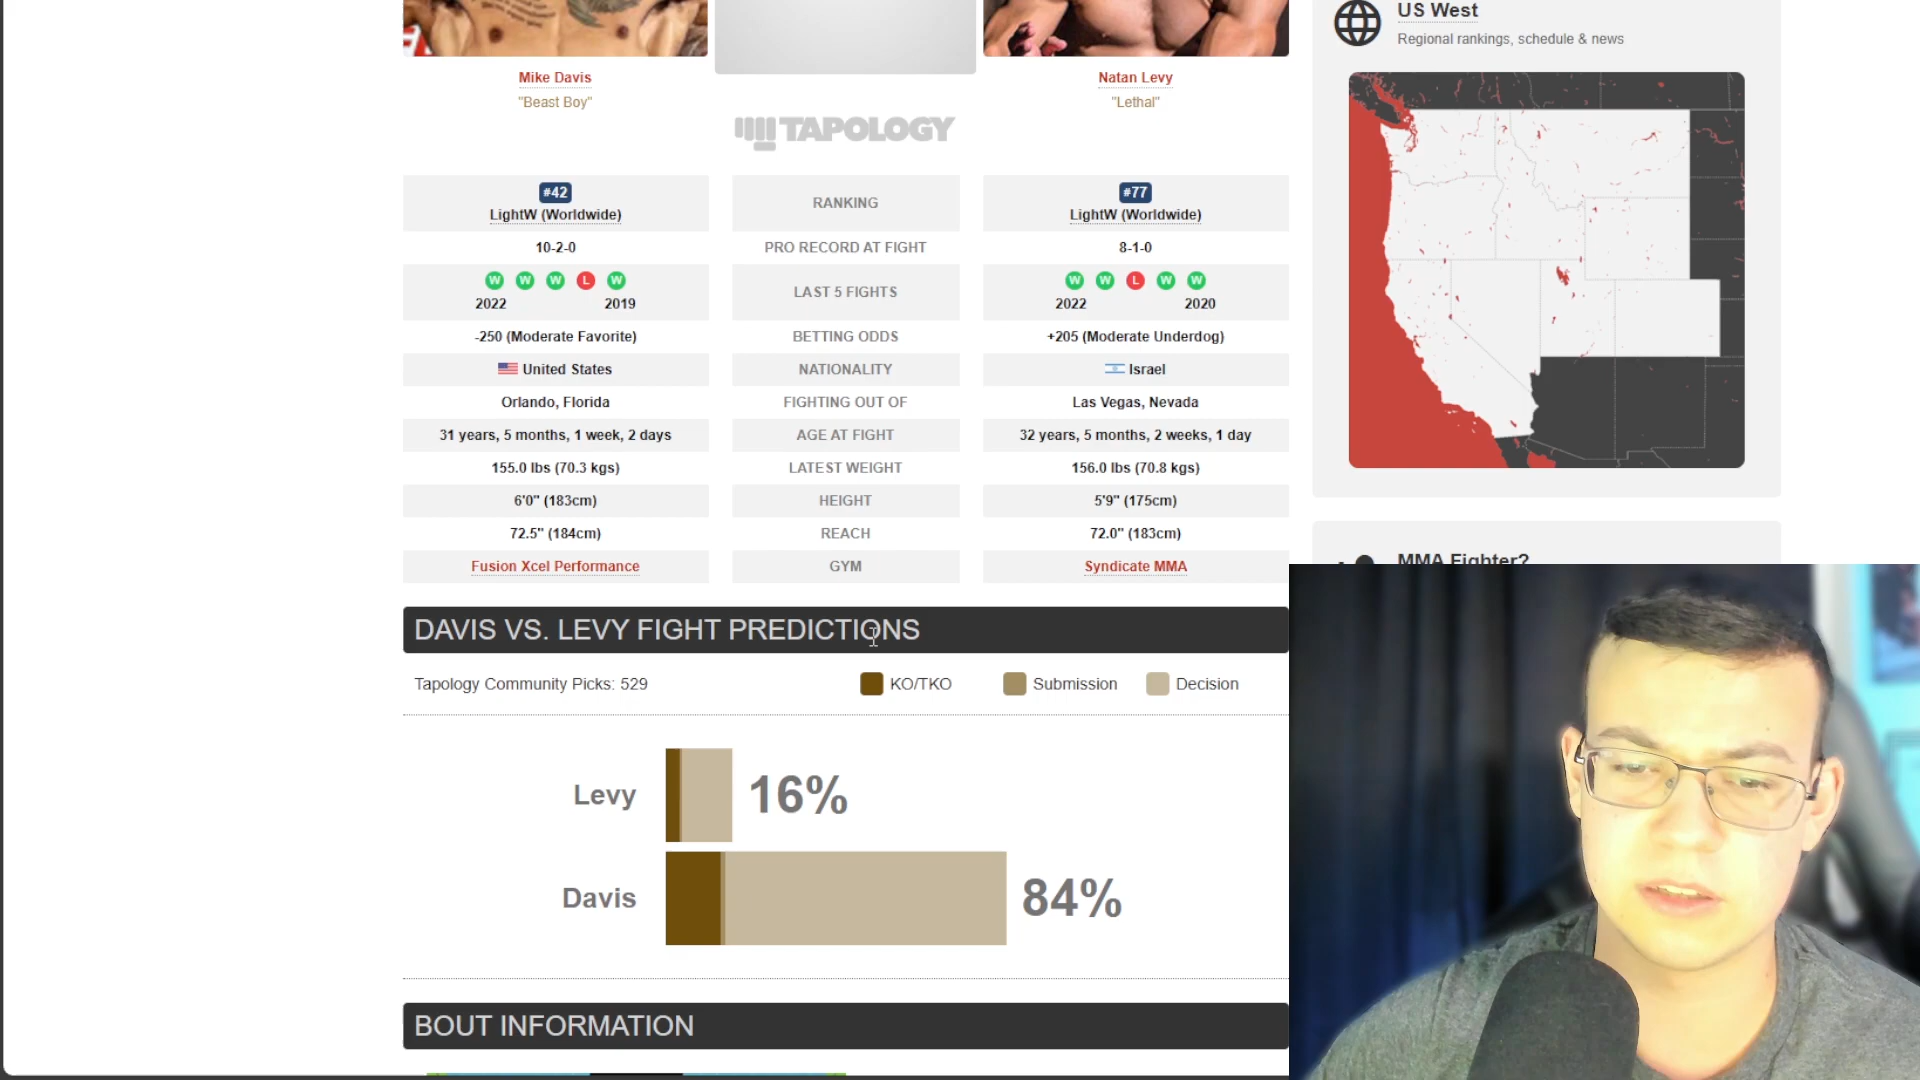 Mike Davis
"Beast Boy"
Natan Levy
"Lethal"
TAPOLOGY
#42
LightW (Worldwide)
RANKING
#77
LightW (Worldwide)
10-2-0
PRO RECORD AT FIGHT
8-1-0
W W W L W
2022 2019
LAST 5 FIGHTS
W W L W W
2022 2020
-250 (Moderate Favorite)
BETTING ODDS
+205 (Moderate Underdog)
United States
NATIONALITY
Israel
Orlando, Florida
FIGHTING OUT OF
Las Vegas, Nevada
31 years, 5 months, 1 week, 2 days
AGE AT FIGHT
32 years, 5 months, 2 weeks, 1 day
155.0 lbs (70.3 kgs)
LATEST WEIGHT
156.0 lbs (70.8 kgs)
6'0" (183cm)
HEIGHT
5'9" (175cm)
72.5" (184cm)
REACH
72.0" (183cm)
Fusion Xcel Performance
GYM
Syndicate MMA
DAVIS VS. LEVY FIGHT PREDICTIONS
Tapology Community Picks: 529
KO/TKO Submission Decision
Levy 16%
Davis 84%
BOUT INFORMATION
US West
Regional rankings, schedule & news
MMA Fighter?